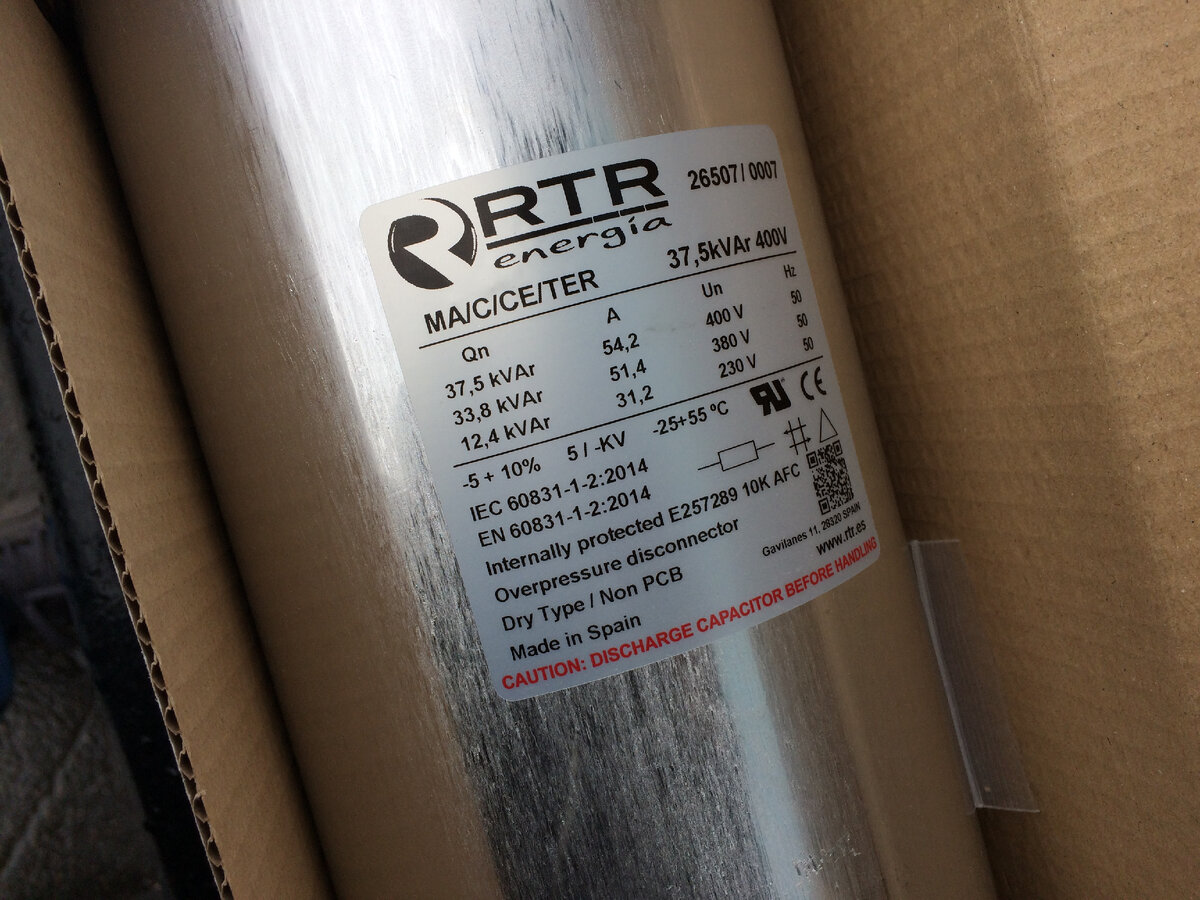 RTR 26507/0007
energía
MA/C/CE/TER 37,5kVAr 400V
Qn A Un Hz
37,5 kVAr 54,2 400 V 50
33,8 kVAr 51,4 380 V 50
12,4 kVAr 31,2 230 V 50
-5 + 10% 5 / -KV -25+55 ºC RU CE
IEC 60831-1-2:2014
EN 60831-1-2:2014
Internally protected E257289 10K AFC
Overpressure disconnector
Dry Type / Non PCB Gavilanes 11, 28320 SPAIN
Made in Spain www.rtr.es
CAUTION: DISCHARGE CAPACITOR BEFORE HANDLING